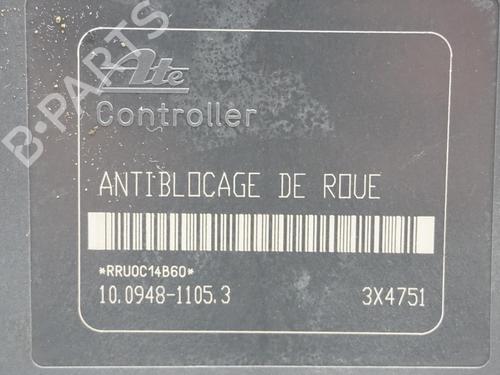 Ate
Controller
ANTIBLOCAGE DE ROUE
*RRU0C14B60*
10.0948-1105.3 3X4751
B-PARTS